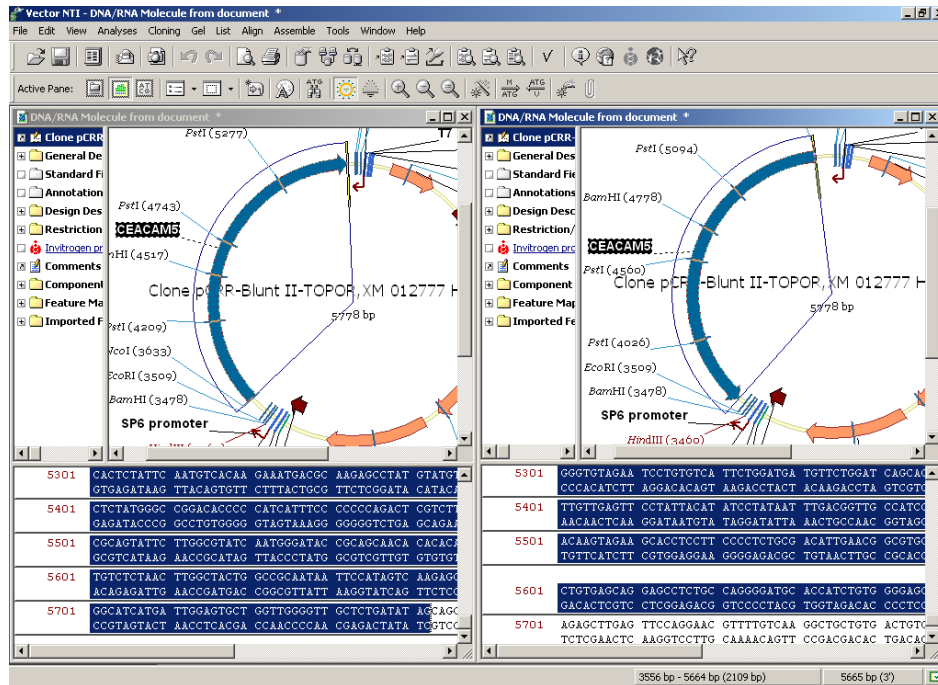 Vector NTI - DNA/RNA Molecule from document *
File Edit View Analyses Cloning Gel List Align Assemble Tools Window Help
Active Pane:
DNA/RNA Molecule from document *
Clone pCRR
General De
Standard Fi
Annotation
Design Des
Restriction
Invitrogen pr
Comments
Component
Feature Ma
Imported F
PstI (5277)
T7
PstI (4743)
CEACAM5
nHI (4517)
Clone pCRR-Blunt II-TOPOR, XM 012777 H
5778 bp
PstI (4209)
NcoI (3633)
EcoRI (3509)
BamHI (3478)
SP6 promoter
5301 CACTCTATTC AATGTCACAA GAAATGACGC AAGAGCCTAT GTATGT
GTGAGATAAG TTACAGTGTT CTTTACTGCG TTCTCGGATA CATACA
5401 CTCTATGGGC CGGACACCCC CATCATTTCC CCCCCAGACT CGTCTT
GAGATACCCG GCCTGTGGGG GTAGTAAAGG GGGGGTCTGA GCAGAA
5501 CGCAGTATTC TTGGCGTATC AATGGGATAC CGCAGCAACA CACACA
GCGTCATAAG AACCGCATAG TTACCCTATG GCGTCGTTGT GTGTGT
5601 TGTCTCTAAC TTGGCTACTG GCCGCAATAA TTCCATAGTC AAGAGC
ACAGAGATTG AACCGATGAC CGGCGTTATT AAGGTATCAG TTCTCG
5701 GGCATCATGA TTGGAGTGCT GGTTGGGGTT GCTCTGATAT AGCAGC
CCGTAGTACT AACCTCACGA CCAACCCCAA CGAGACTATA TCGTCG
DNA/RNA Molecule from document *
Clone pCRR-
General Des
Standard Fie
Annotations
Design Desc
Restriction/
Invitrogen pro
Comments
Component
Feature Map
Imported Fe
PstI (5094)
BamHI (4778)
CEACAM5
PstI (4560)
Clone pCRR-Blunt II-TOPOR, XM 012777 H
5778 bp
PstI (4026)
EcoRI (3509)
BamHI (3478)
SP6 promoter
HindIII (3460)
5301 GGGTGTAGAA TCCTGTGTCA TTCTGGATGA TGTTCTGGAT CAGCAG
CCCACATCTT AGGACACAGT AAGACCTACT ACAAGACCTA GTCGTC
5401 TTGTTGAGTT CCTATTACAT ATCCTATAAT TTGACGGTTG CCATCC
AACAACTCAA GGATAATGTA TAGGATATTA AACTGCCAAC GGTAGG
5501 ACAAGTAGAA GCACCTCCTT CCCCTCTGCG ACATTGAACG GCGTGG
TGTTCATCTT CGTGGAGGAA GGGGAGACGC TGTAACTTGC CGCACC
5601 CTGTGAGCAG GAGCCTCTGC CAGGGGATGC ACCATCTGTG GGGAGG
GACACTCGTC CTCGGAGACG GTCCCCTACG TGGTAGACAC CCCTCC
5701 AGAGCTTGAG TTCCAGGAAC GTTTTGTCAA GGCTGCTGTG ACTGTG
TCTCGAACTC AAGGTCCTTG CAAAACAGTT CCGACGACAC TGACAC
3556 bp - 5664 bp (2109 bp) 5665 bp (3')